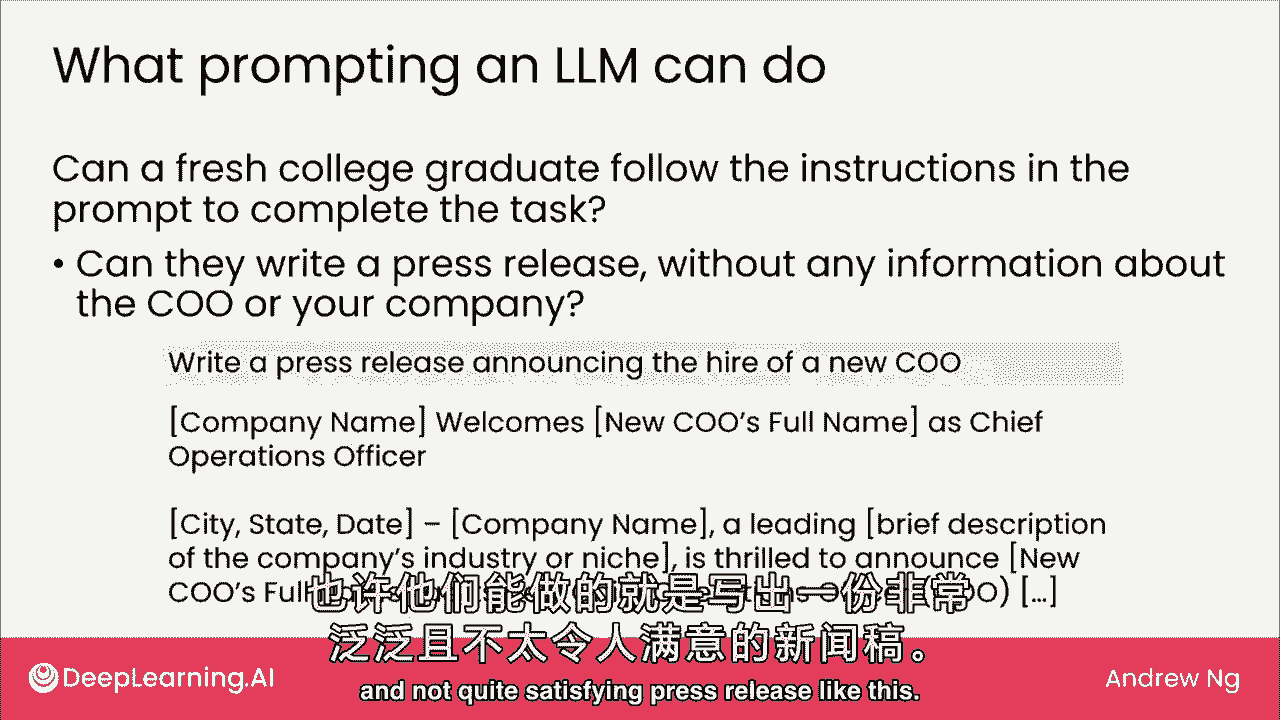 What prompting an LLM can do
Can a fresh college graduate follow the instructions in the
prompt to complete the task?
• Can they write a press release, without any information about
the COO or your company?
Write a press release announcing the hire of a new COO
[Company Name] Welcomes [New COO's Full Name] as Chief
Operations Officer
[City, State, Date] – [Company Name], a leading [brief description
of the company's industry or niche], is thrilled to announce [New
COO's Full […]
也许他们能做的就是写出一份非常
泛泛且不太令人满意的新闻稿。
and not quite satisfying press release like this.
DeepLearning.AI
Andrew Ng